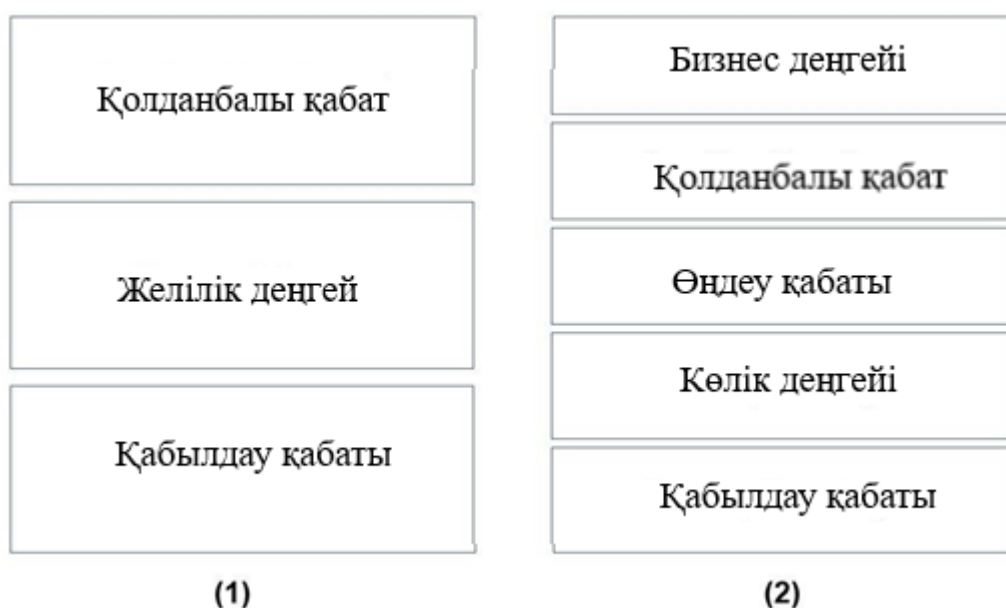 Қолданбалы қабат
Желілік деңгей
Қабылдау қабаты
(1)
Бизнес деңгейі
Қолданбалы қабат
Өңдеу қабаты
Көлік деңгейі
Қабылдау қабаты
(2)